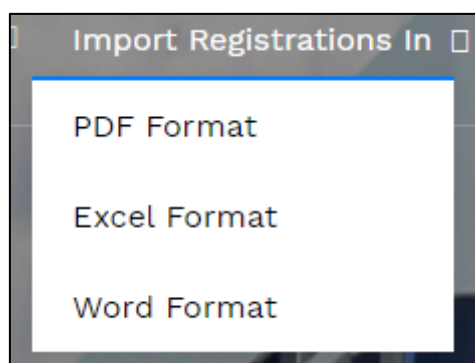 Import Registrations In
PDF Format
Excel Format
Word Format